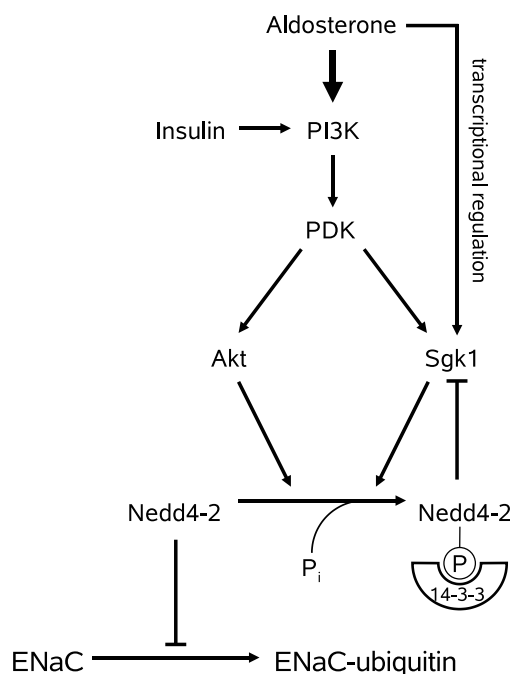 Aldosterone
transcriptional regulation
Insulin
PI3K
PDK
Akt
Sgk1
Nedd4-2
Nedd4-2
Pi
P
14-3-3
ENaC
ENaC-ubiquitin